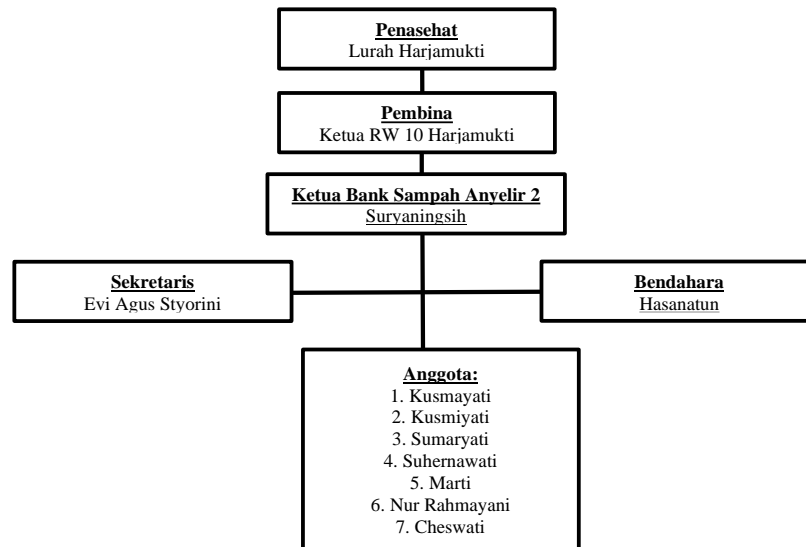 Penasehat
Lurah Harjamukti
Pembina
Ketua RW 10 Harjamukti
Ketua Bank Sampah Anyelir 2
Suryaningsih
Sekretaris
Evi Agus Styorini
Bendahara
Hasanatun
Anggota:
1. Kusmayati
2. Kusmiyati
3. Sumaryati
4. Suhernawati
5. Marti
6. Nur Rahmayani
7. Cheswati